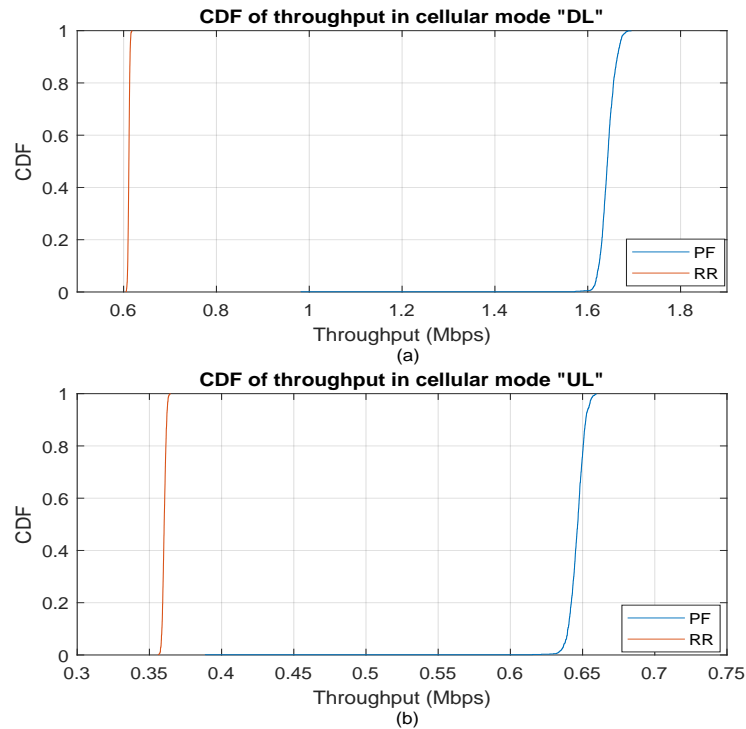 CDF of throughput in cellular mode "DL"
1
0.8
0.6
0.4
0.2
0
CDF
0.6 0.8 1 1.2 1.4 1.6 1.8
PF
RR
Throughput (Mbps)
(a)
CDF of throughput in cellular mode "UL"
1
0.8
0.6
0.4
0.2
0
CDF
0.3 0.35 0.4 0.45 0.5 0.55 0.6 0.65 0.7 0.75
PF
RR
Throughput (Mbps)
(b)